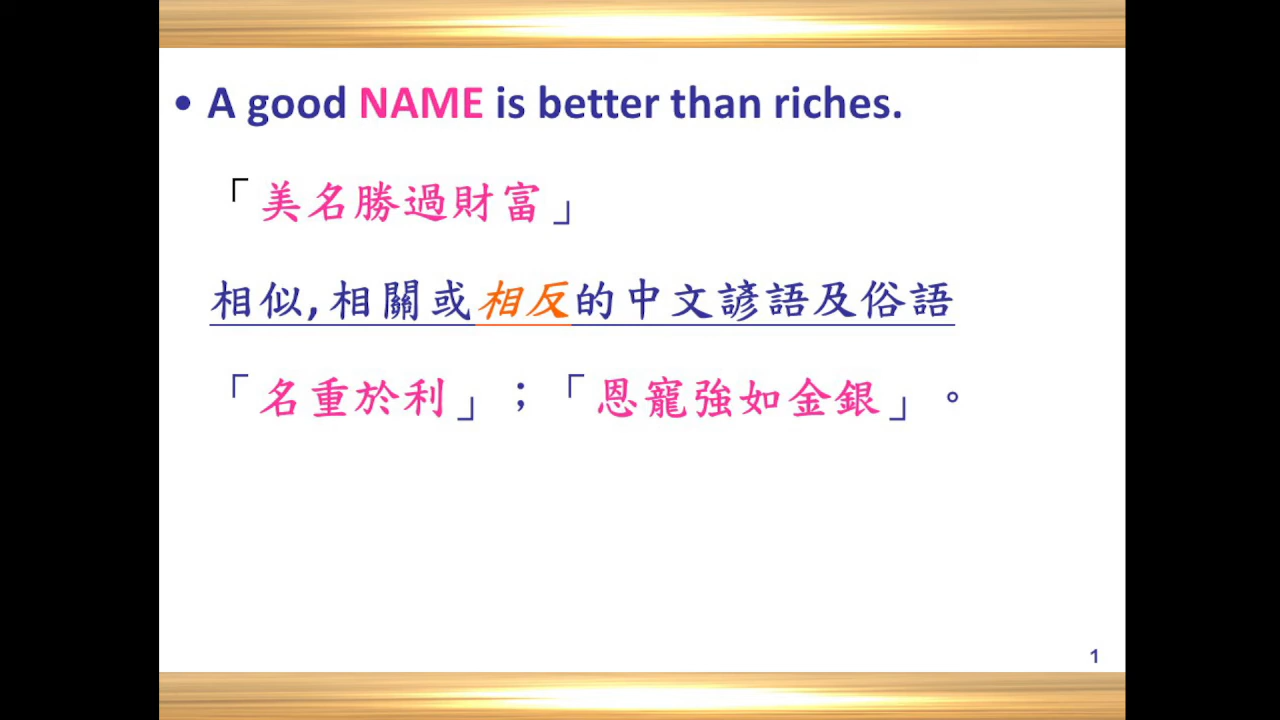 • A good NAME is better than riches.
「美名勝過財富」
相似,相關或相反的中文諺語及俗語
「名重於利」；「恩寵強如金銀」。
1